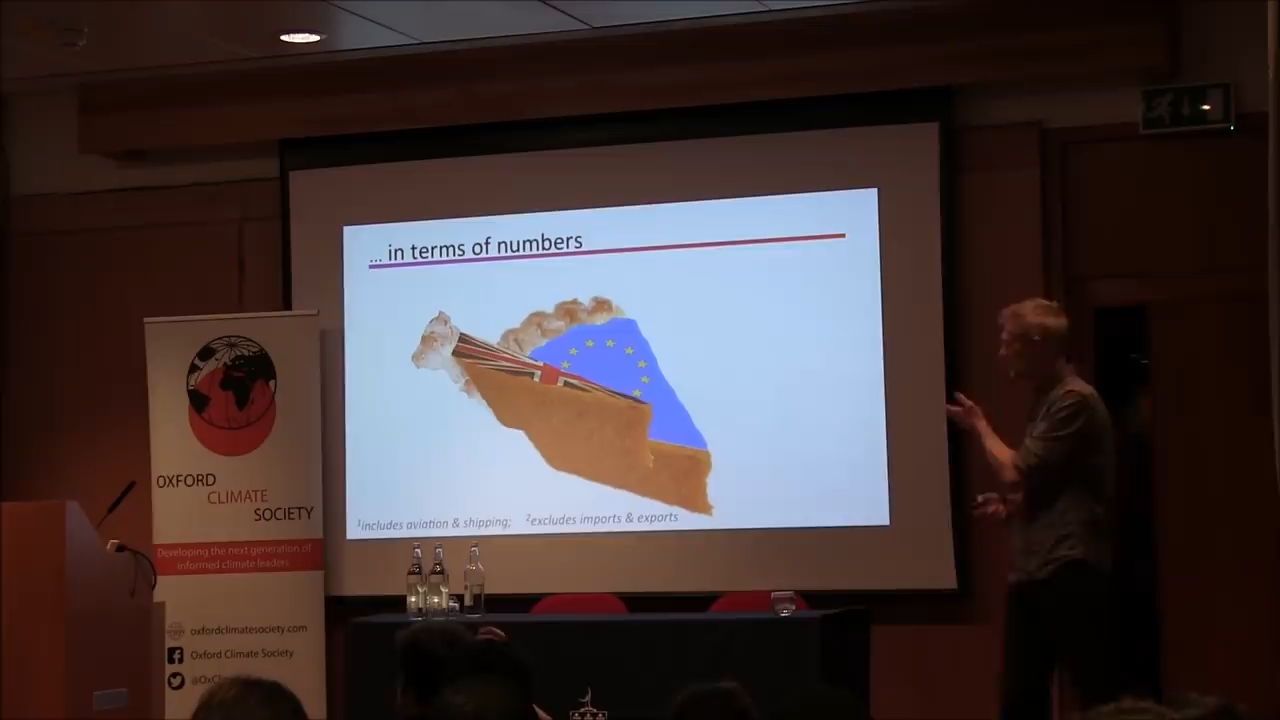 ... in terms of numbers
¹includes aviation & shipping; ²excludes imports & exports
OXFORD
CLIMATE
SOCIETY
Developing the next generation of
informed climate leaders
oxfordclimatesociety.com
Oxford Climate Society